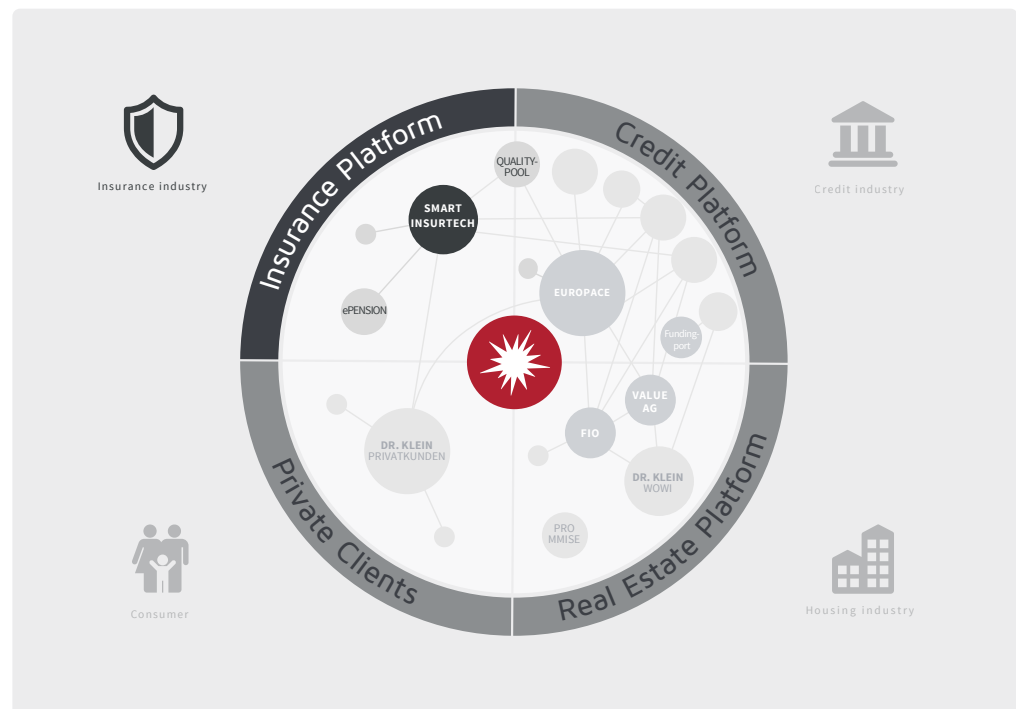 Insurance industry
Credit industry
Insurance Platform
Credit Platform
QUALITY-
POOL
SMART
INSURTECH
ePENSION
EUROPACE
Funding-
port
VALUE
AG
FIO
DR. KLEIN
PRIVATKUNDEN
DR. KLEIN
WOWI
PRO
MMISE
Private Clients
Real Estate Platform
Consumer
Housing industry